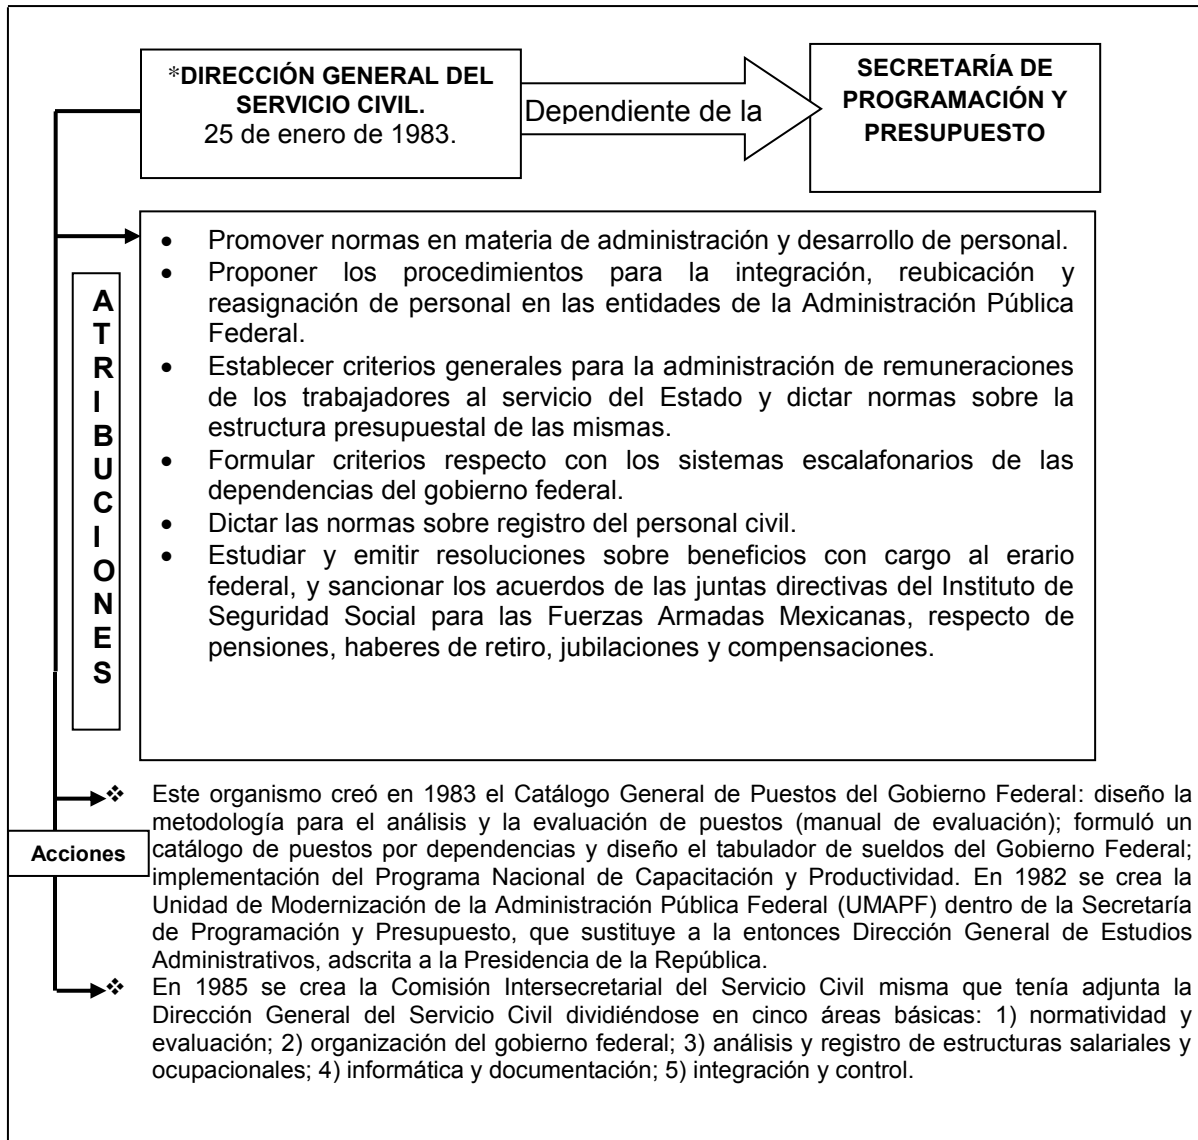 *DIRECCIÓN GENERAL DEL
SERVICIO CIVIL.
25 de enero de 1983.
Dependiente de la
SECRETARÍA DE
PROGRAMACIÓN Y
PRESUPUESTO
A
T
R
I
B
U
C
I
O
N
E
S
• Promover normas en materia de administración y desarrollo de personal.
• Proponer los procedimientos para la integración, reubicación y
reasignación de personal en las entidades de la Administración Pública
Federal.
• Establecer criterios generales para la administración de remuneraciones
de los trabajadores al servicio del Estado y dictar normas sobre la
estructura presupuestal de las mismas.
• Formular criterios respecto con los sistemas escalafonarios de las
dependencias del gobierno federal.
• Dictar las normas sobre registro del personal civil.
• Estudiar y emitir resoluciones sobre beneficios con cargo al erario
federal, y sancionar los acuerdos de las juntas directivas del Instituto de
Seguridad Social para las Fuerzas Armadas Mexicanas, respecto de
pensiones, haberes de retiro, jubilaciones y compensaciones.
Acciones
❖ Este organismo creó en 1983 el Catálogo General de Puestos del Gobierno Federal: diseño la
metodología para el análisis y la evaluación de puestos (manual de evaluación); formuló un
catálogo de puestos por dependencias y diseño el tabulador de sueldos del Gobierno Federal;
implementación del Programa Nacional de Capacitación y Productividad. En 1982 se crea la
Unidad de Modernización de la Administración Pública Federal (UMAPF) dentro de la Secretaría
de Programación y Presupuesto, que sustituye a la entonces Dirección General de Estudios
Administrativos, adscrita a la Presidencia de la República.
❖ En 1985 se crea la Comisión Intersecretarial del Servicio Civil misma que tenía adjunta la
Dirección General del Servicio Civil dividiéndose en cinco áreas básicas: 1) normatividad y
evaluación; 2) organización del gobierno federal; 3) análisis y registro de estructuras salariales y
ocupacionales; 4) informática y documentación; 5) integración y control.